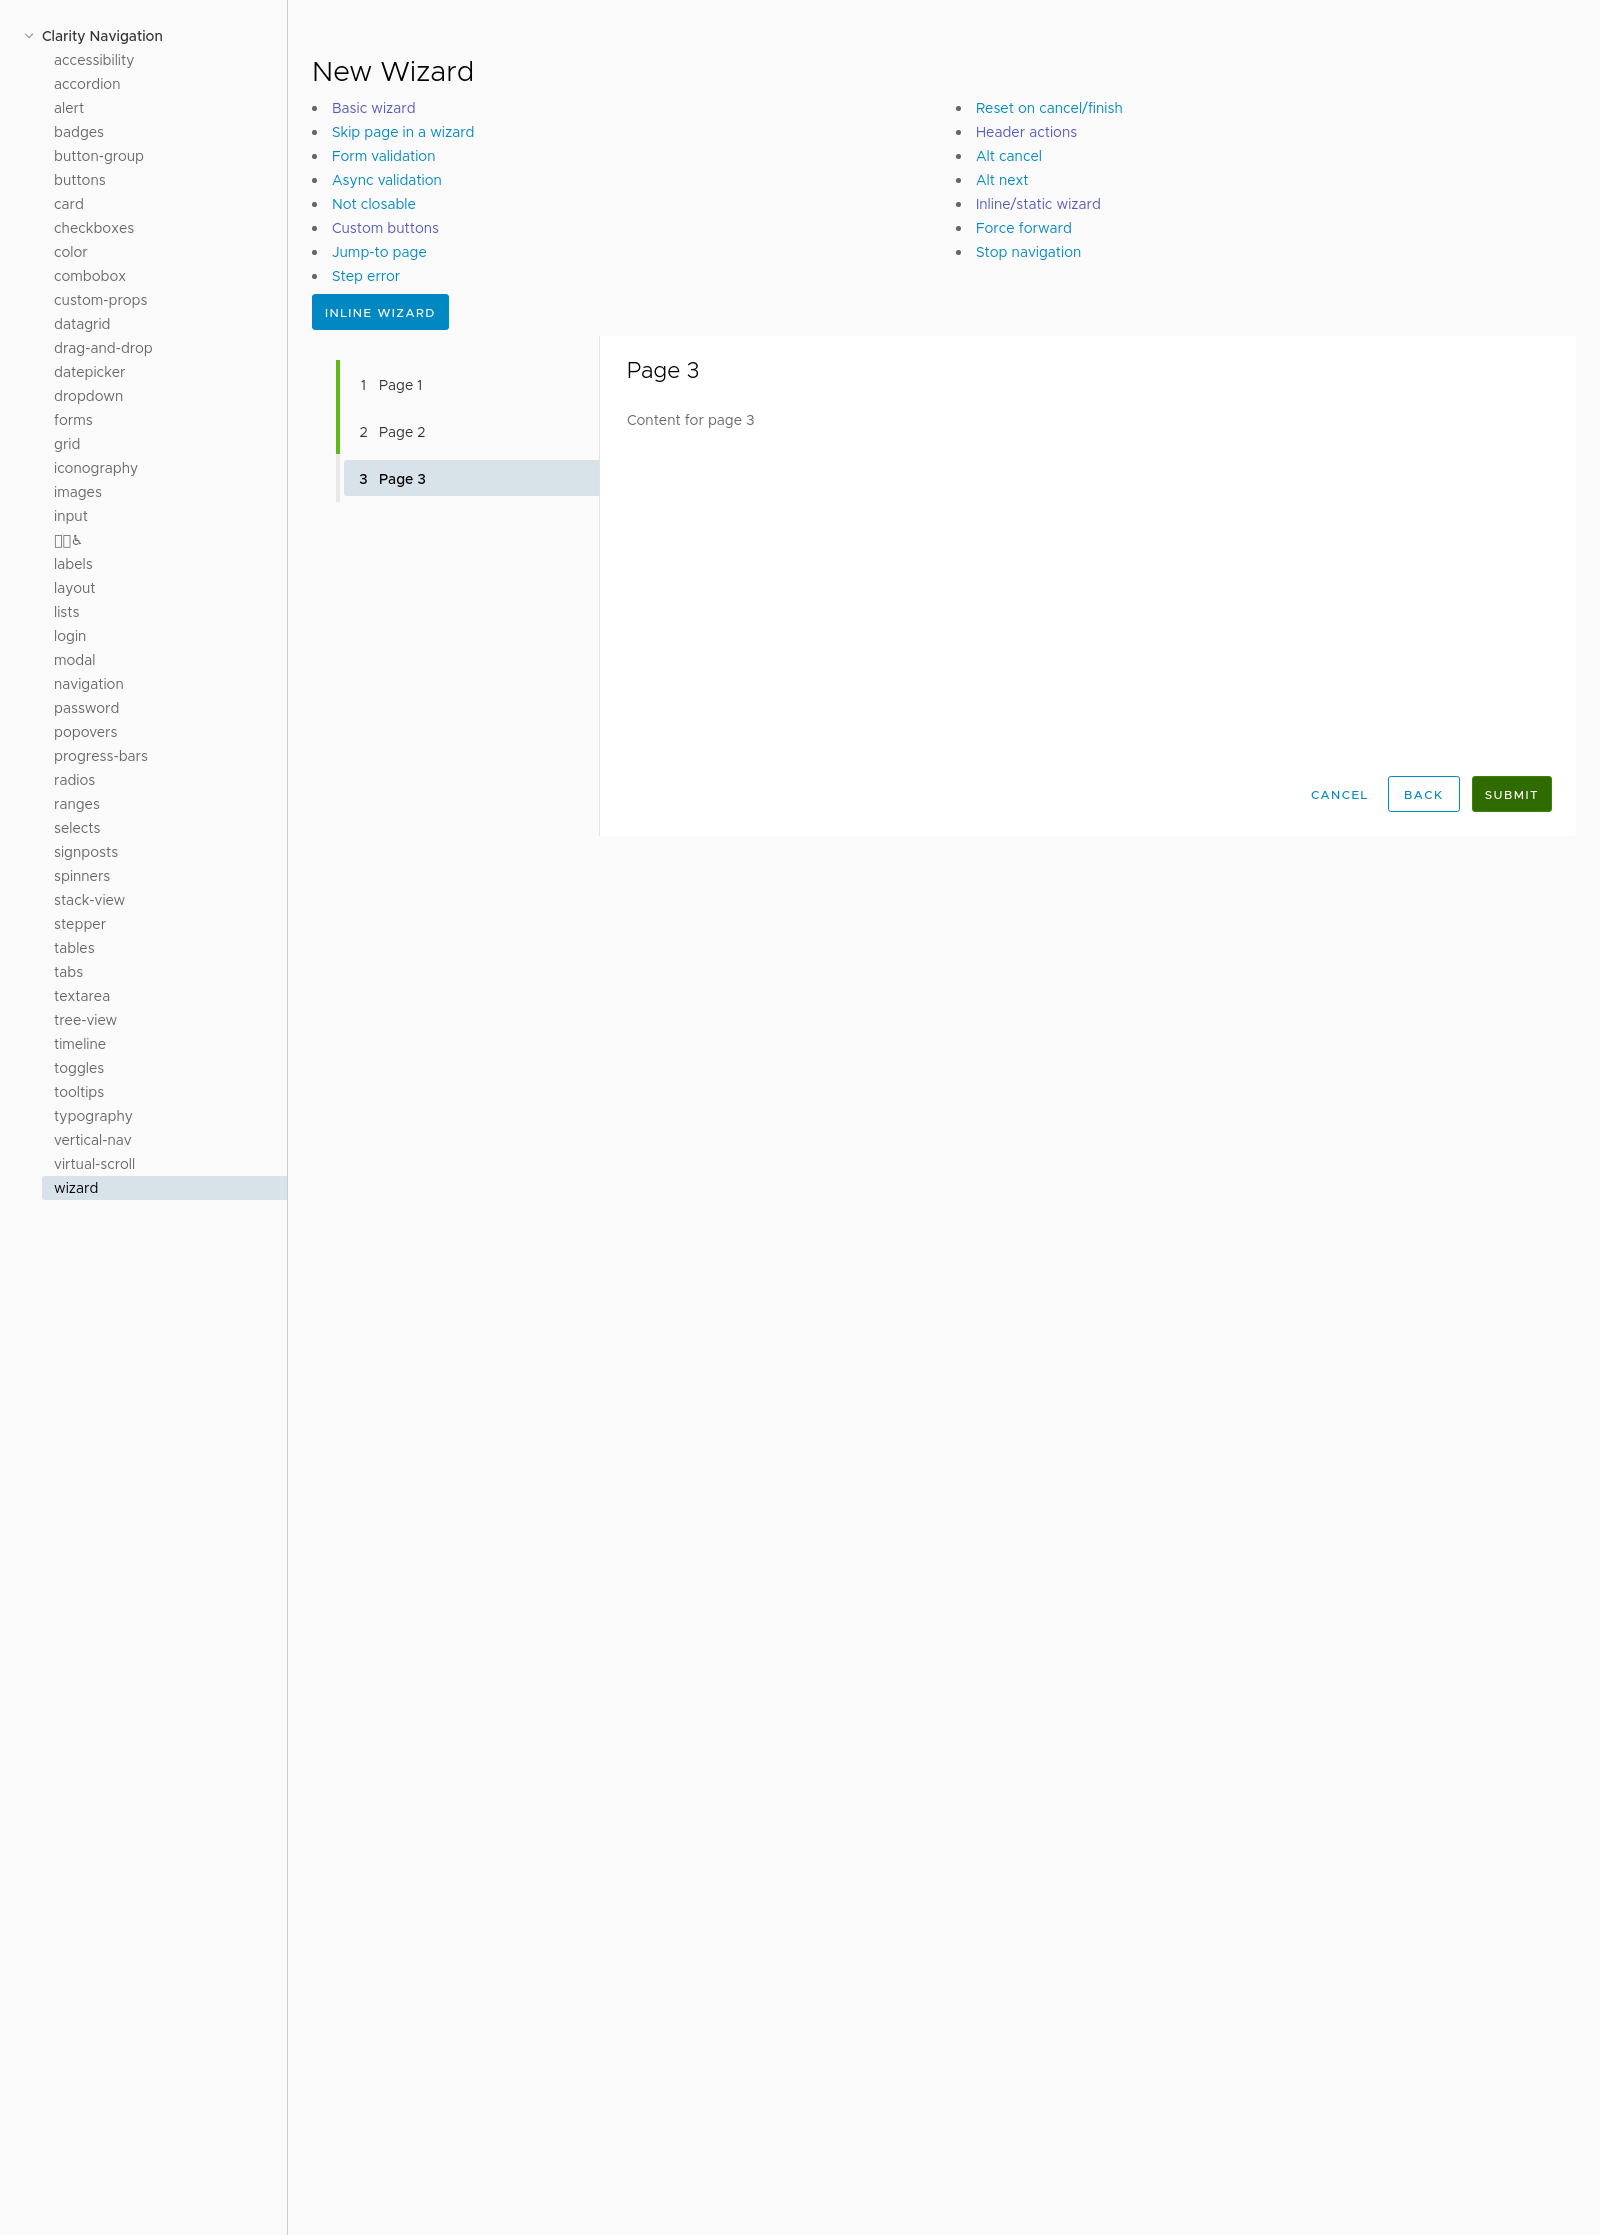 Clarity Navigation
accessibility
accordion
alert
badges
button-group
buttons
card
checkboxes
color
combobox
custom-props
datagrid
drag-and-drop
datepicker
dropdown
forms
grid
iconography
images
input
♿
labels
layout
lists
login
modal
navigation
password
popovers
progress-bars
radios
ranges
selects
signposts
spinners
stack-view
stepper
tables
tabs
textarea
tree-view
timeline
toggles
tooltips
typography
vertical-nav
virtual-scroll
wizard
New Wizard
Basic wizard
Skip page in a wizard
Form validation
Async validation
Not closable
Custom buttons
Jump-to page
Step error
Reset on cancel/finish
Header actions
Alt cancel
Alt next
Inline/static wizard
Force forward
Stop navigation
INLINE WIZARD
1 Page 1
2 Page 2
3 Page 3
Page 3
Content for page 3
CANCEL
BACK
SUBMIT